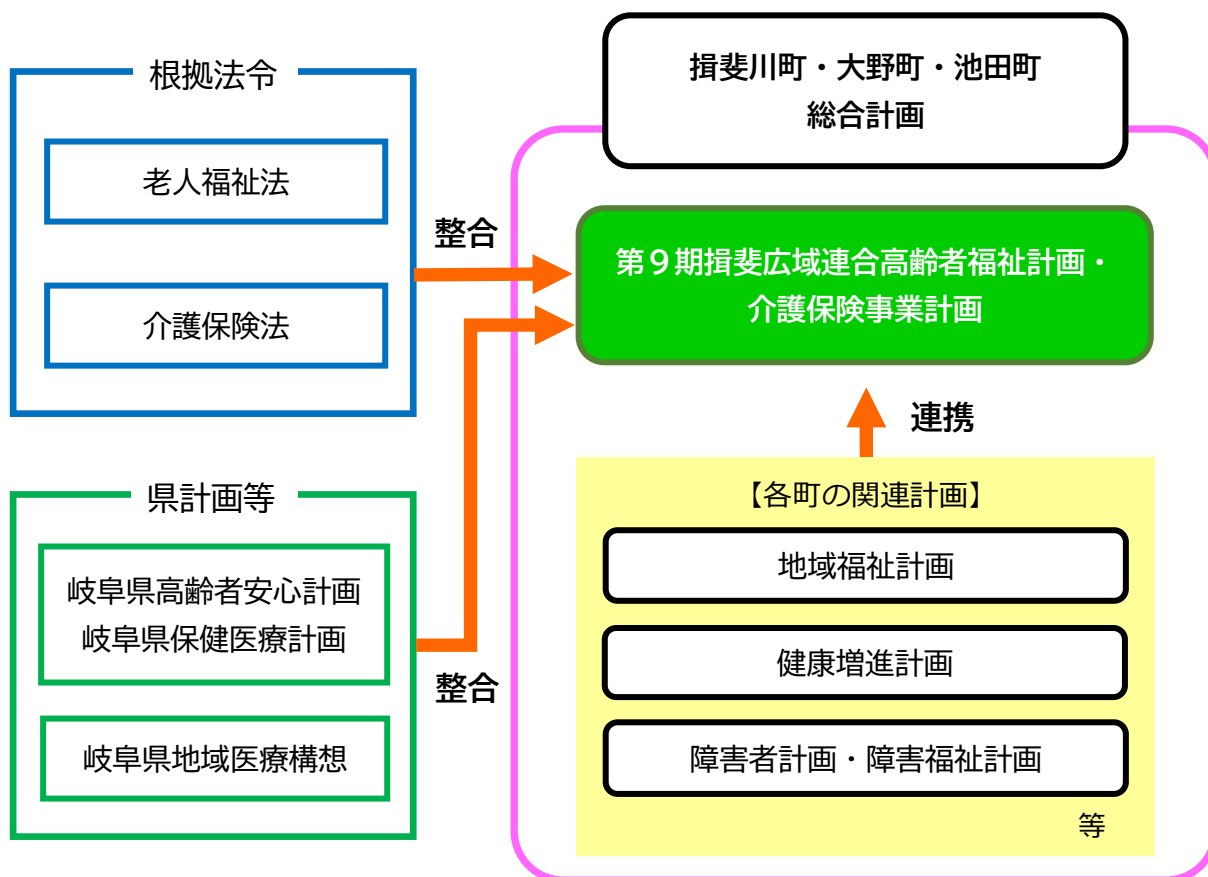 根拠法令
老人福祉法
介護保険法
整合
県計画等
岐阜県高齢者安心計画
岐阜県保健医療計画
岐阜県地域医療構想
整合
揖斐川町・大野町・池田町
総合計画
第９期揖斐広域連合高齢者福祉計画・
介護保険事業計画
連携
【各町の関連計画】
地域福祉計画
健康増進計画
障害者計画・障害福祉計画
等